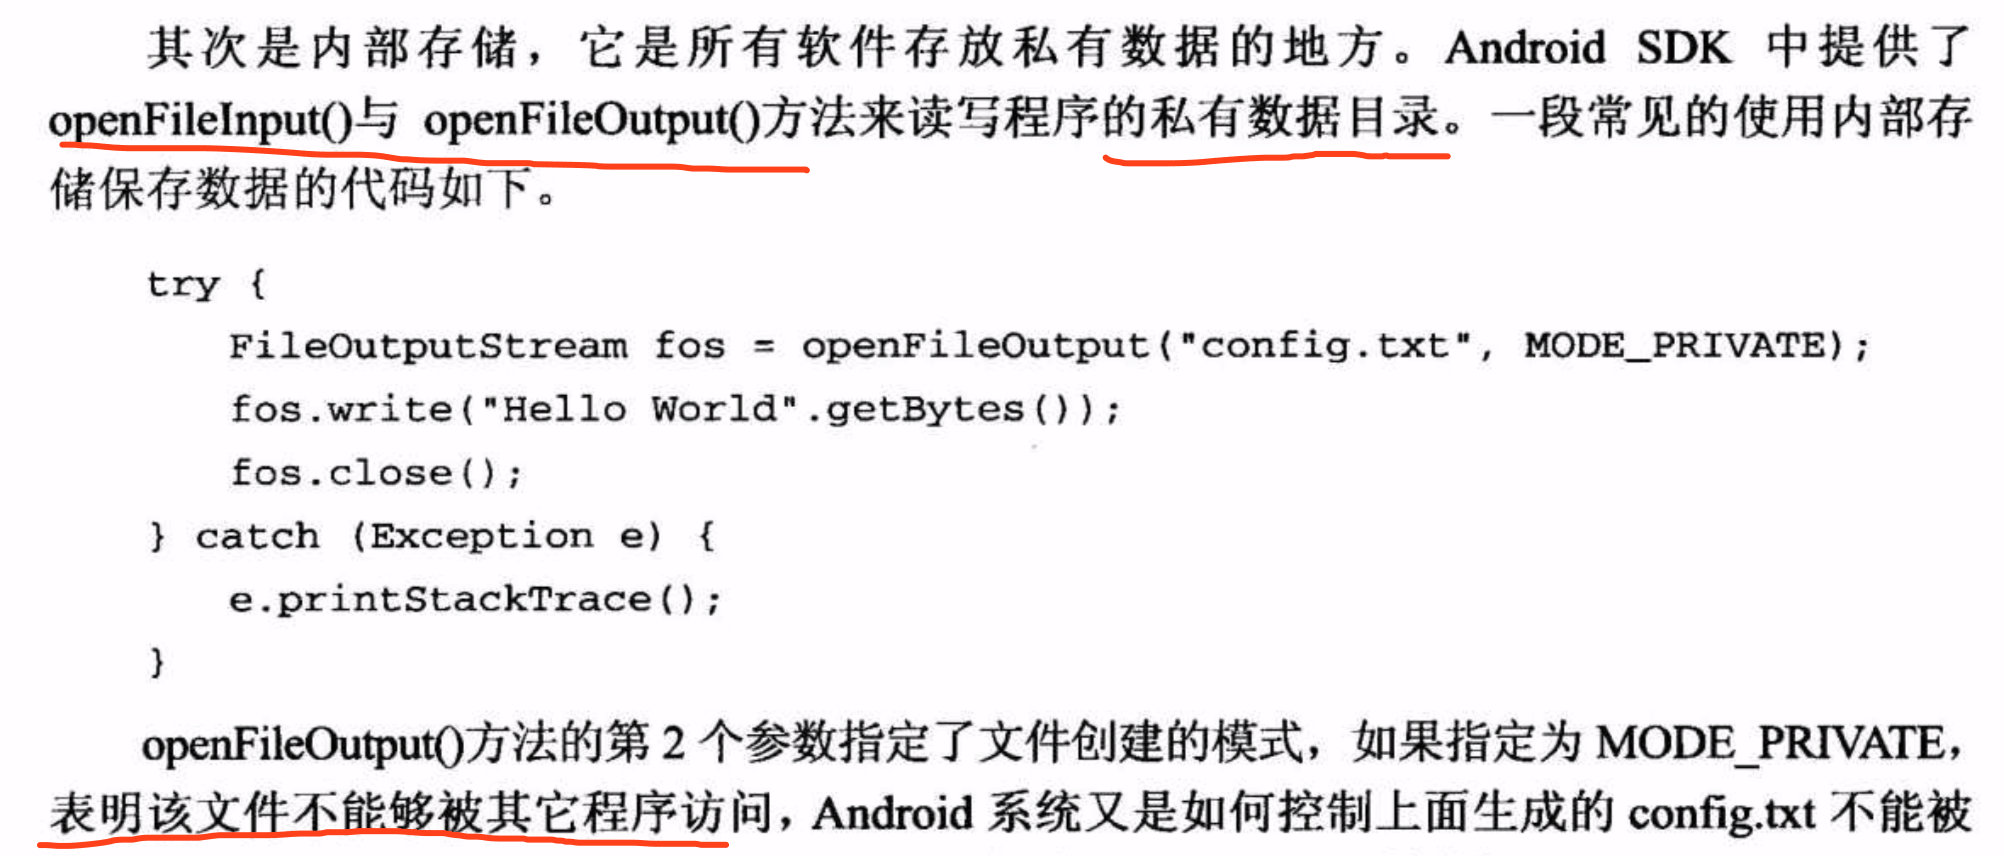 其次是内部存储，它是所有软件存放私有数据的地方。Android SDK 中提供了
openFileInput()与 openFileOutput()方法来读写程序的私有数据目录。一段常见的使用内部存
储保存数据的代码如下。
try {
FileOutputStream fos = openFileOutput("config.txt", MODE_PRIVATE);
fos.write("Hello World".getBytes());
fos.close();
} catch (Exception e) {
e.printStackTrace();
}
openFileOutput()方法的第 2 个参数指定了文件创建的模式，如果指定为 MODE_PRIVATE，
表明该文件不能够被其它程序访问，Android 系统又是如何控制上面生成的 config.txt 不能被